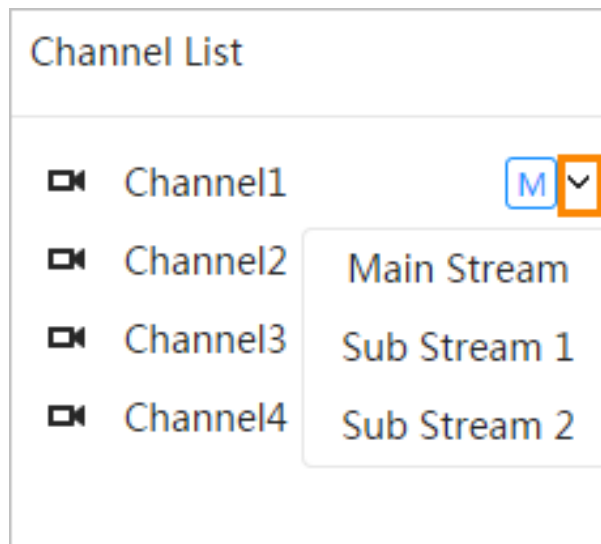 Channel List
Channel1 M
Channel2
Main Stream
Channel3
Sub Stream 1
Channel4
Sub Stream 2